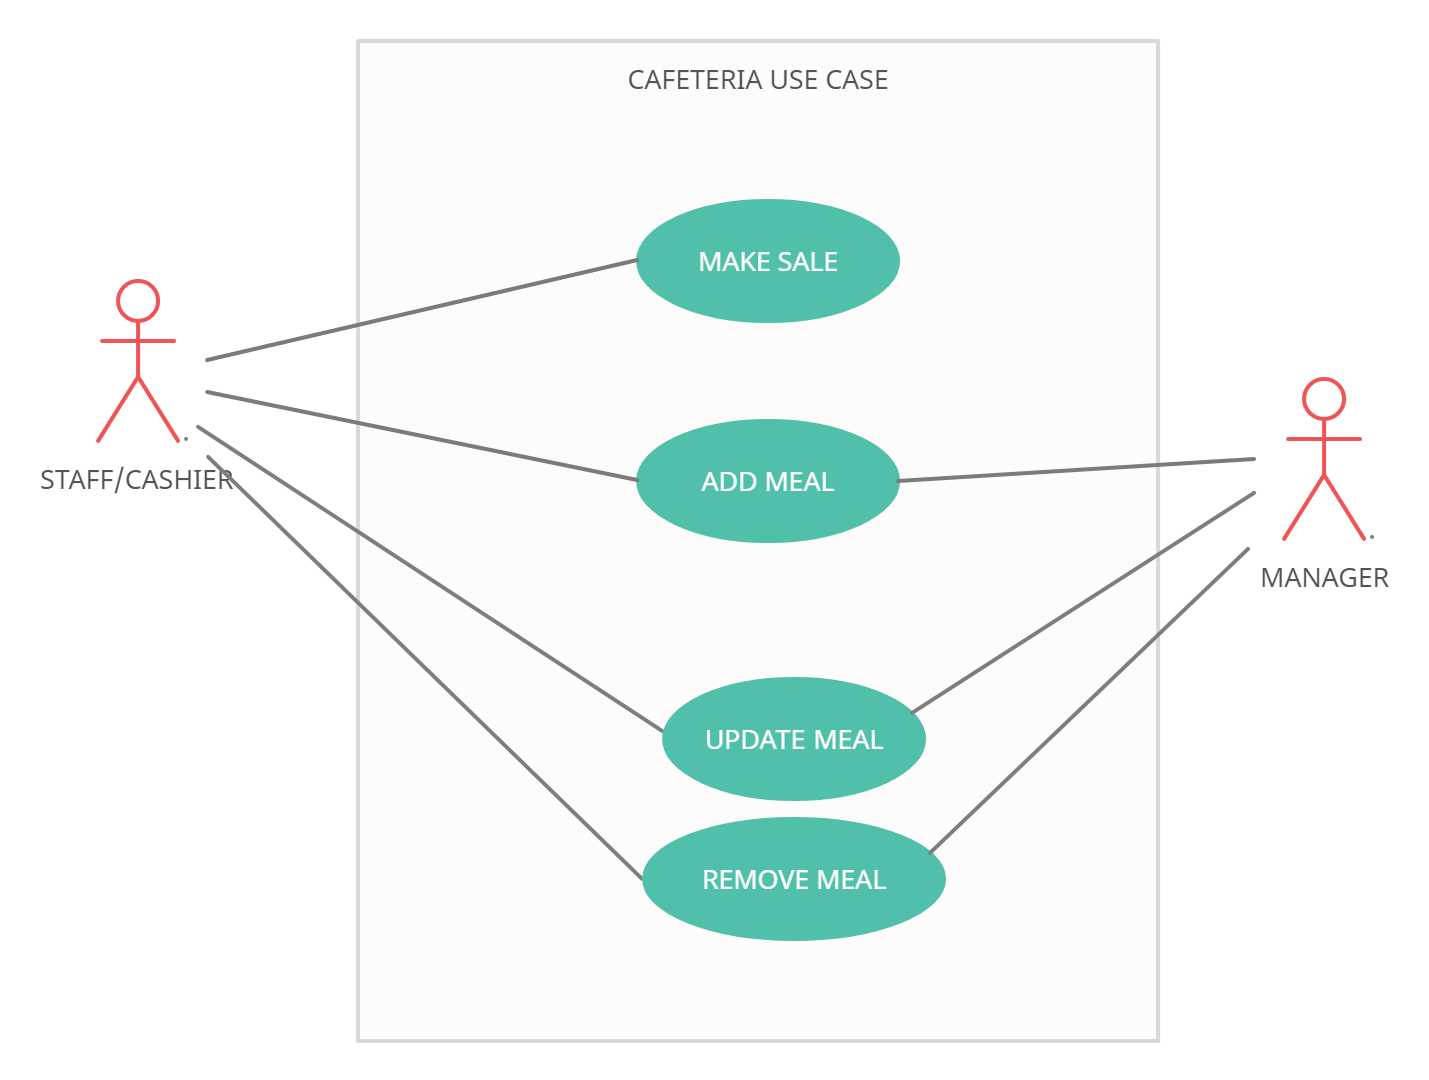 CAFETERIA USE CASE
MAKE SALE
STAFF/CASHIER
ADD MEAL
MANAGER
UPDATE MEAL
REMOVE MEAL